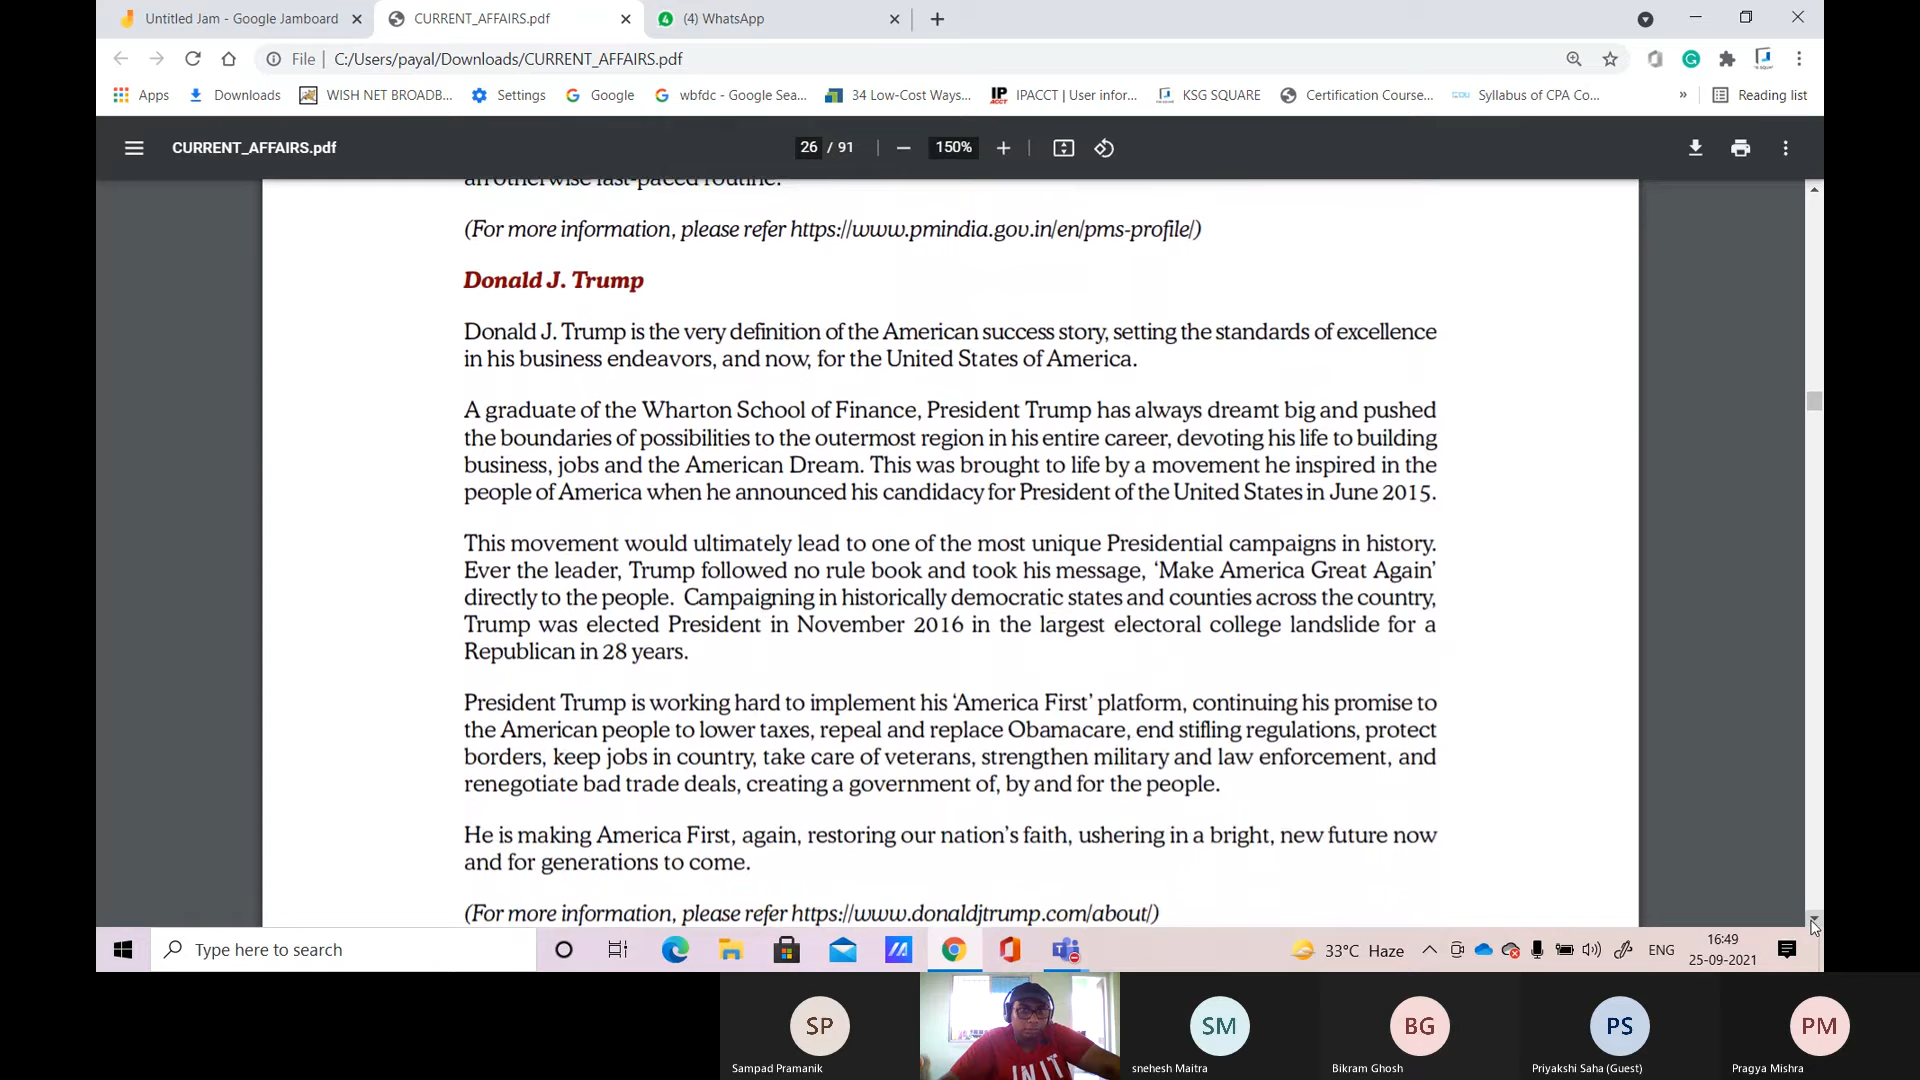 Untitled Jam - Google Jamboard
CURRENT_AFFAIRS.pdf
(4) WhatsApp
File | C:/Users/payal/Downloads/CURRENT_AFFAIRS.pdf
Apps
Downloads
WISH NET BROADB...
Settings
Google
wbfdc - Google Sea...
34 Low-Cost Ways...
IPACCT | User infor...
KSG SQUARE
Certification Course...
Syllabus of CPA Co...
»
Reading list
CURRENT_AFFAIRS.pdf
26 / 91
150%
an otherwise fast-paced routine.
(For more information, please refer https://www.pmindia.gov.in/en/pms-profile/)
Donald J. Trump
Donald J. Trump is the very definition of the American success story, setting the standards of excellence
in his business endeavors, and now, for the United States of America.
A graduate of the Wharton School of Finance, President Trump has always dreamt big and pushed
the boundaries of possibilities to the outermost region in his entire career, devoting his life to building
business, jobs and the American Dream. This was brought to life by a movement he inspired in the
people of America when he announced his candidacy for President of the United States in June 2015.
This movement would ultimately lead to one of the most unique Presidential campaigns in history.
Ever the leader, Trump followed no rule book and took his message, ‘Make America Great Again’
directly to the people. Campaigning in historically democratic states and counties across the country,
Trump was elected President in November 2016 in the largest electoral college landslide for a
Republican in 28 years.
President Trump is working hard to implement his ‘America First’ platform, continuing his promise to
the American people to lower taxes, repeal and replace Obamacare, end stifling regulations, protect
borders, keep jobs in country, take care of veterans, strengthen military and law enforcement, and
renegotiate bad trade deals, creating a government of, by and for the people.
He is making America First, again, restoring our nation’s faith, ushering in a bright, new future now
and for generations to come.
(For more information, please refer https://www.donaldjtrump.com/about/)
Type here to search
33°C Haze
ENG
16:49
25-09-2021
SP
SM
BG
PS
PM
Sampad Pramanik
snehesh Maitra
Bikram Ghosh
Priyakshi Saha (Guest)
Pragya Mishra